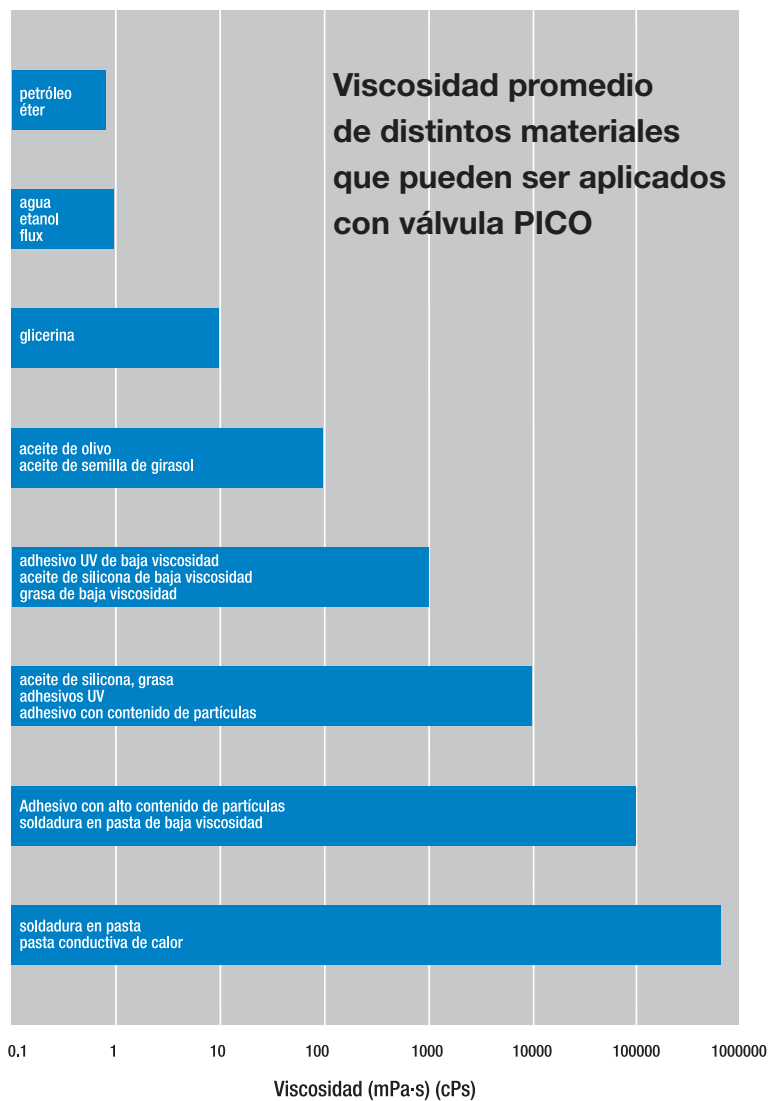 Viscosidad promedio
de distintos materiales
que pueden ser aplicados
con válvula PICO
petróleo
éter
agua
etanol
flux
glicerina
aceite de olivo
aceite de semilla de girasol
adhesivo UV de baja viscosidad
aceite de silicona de baja viscosidad
grasa de baja viscosidad
aceite de silicona, grasa
adhesivos UV
adhesivo con contenido de partículas
Adhesivo con alto contenido de partículas
soldadura en pasta de baja viscosidad
soldadura en pasta
pasta conductiva de calor
0.1 1 10 100 1000 10000 100000 1000000
Viscosidad (mPa·s) (cPs)